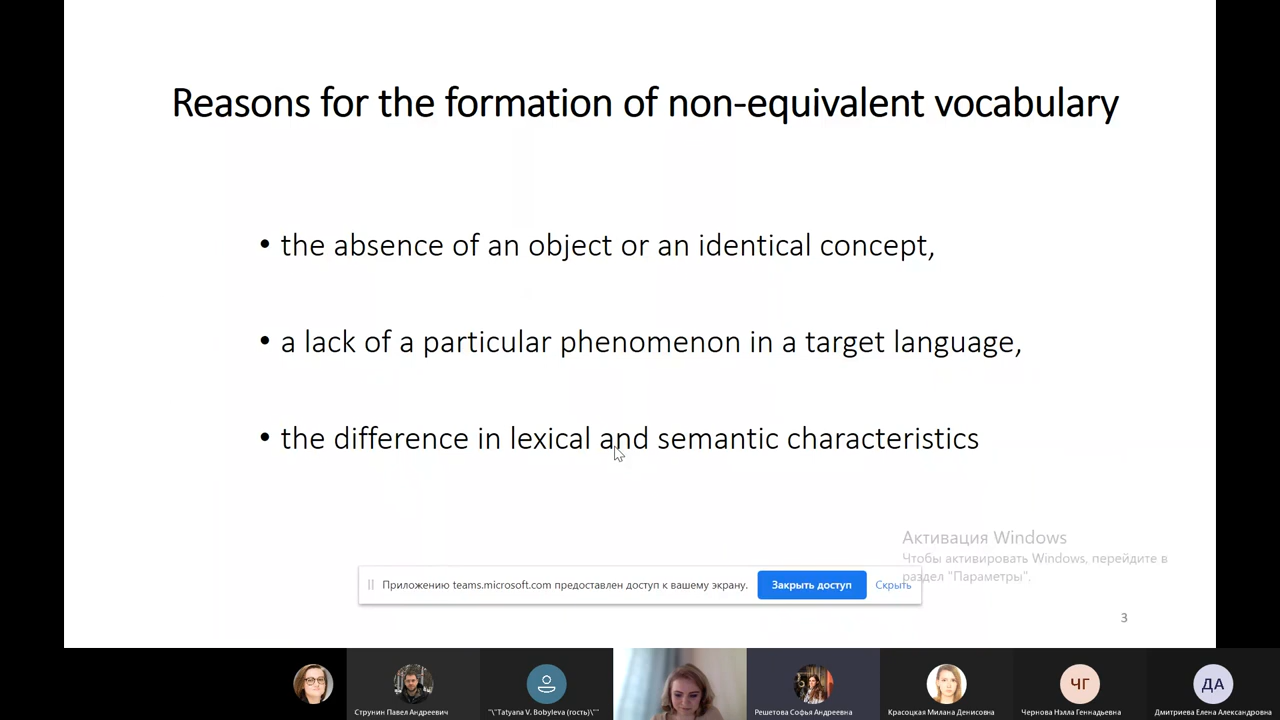 Reasons for the formation of non-equivalent vocabulary
• the absence of an object or an identical concept,
• a lack of a particular phenomenon in a target language,
• the difference in lexical and semantic characteristics
Активация Windows
Чтобы активировать Windows, перейдите в
раздел "Параметры".
Приложению teams.microsoft.com предоставлен доступ к вашему экрану.
Закрыть доступ
Скрыть
3
Струнин Павел Андреевич
"\"Tatyana V. Bobyleva (гость)\""
Решетова Софья Андреевна
Красоцкая Милана Денисовна
ЧГ
Чернова Нэлла Геннадьевна
ДА
Дмитриева Елена Александровна